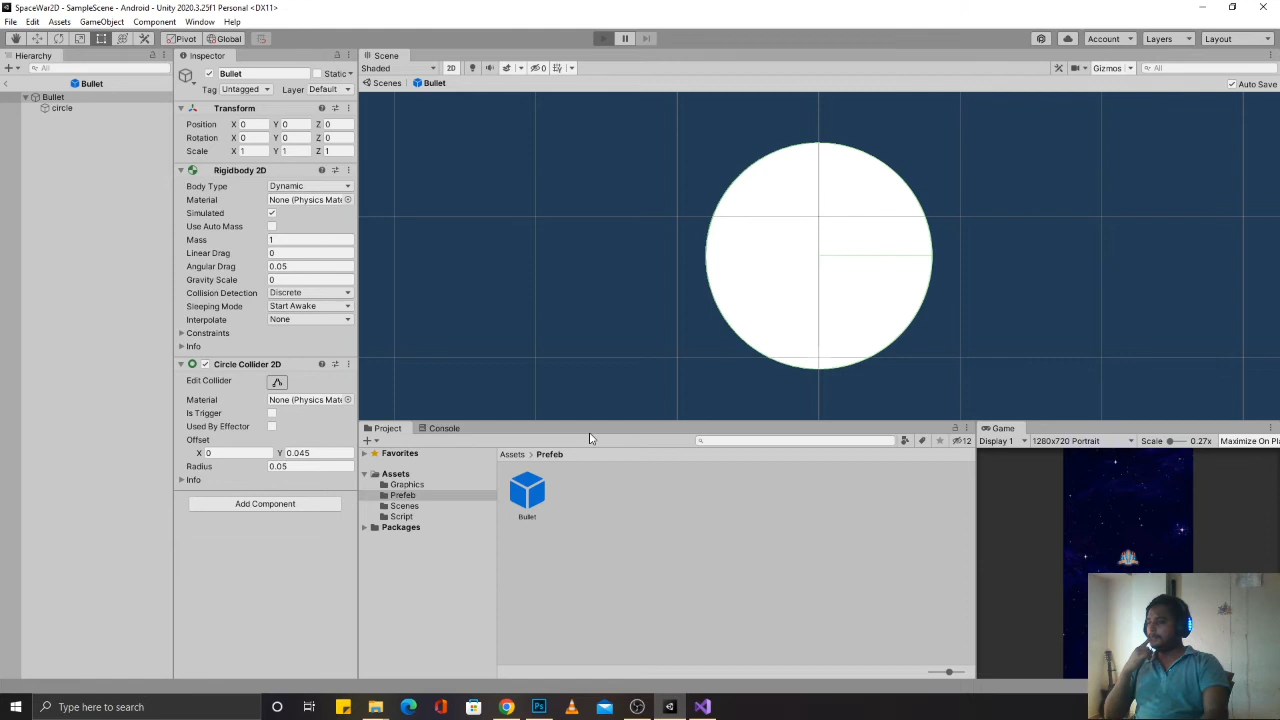 SpaceWar2D - SampleScene - Android - Unity 2020.3.25f1 Personal <DX11>
File Edit Assets GameObject Component Window Help
Pivot Global Account Layers Layout
Hierarchy Inspector Scene
All
Bullet Static
Shaded 2D 0 Gizmos All
Bullet
Tag Untagged Layer Default
Scenes Bullet Auto Save
Bullet
circle
Transform
Position X 0 Y 0 Z 0
Rotation X 0 Y 0 Z 0
Scale X 1 Y 1 Z 1
Rigidbody 2D
Body Type Dynamic
Material None (Physics Mate
Simulated
Use Auto Mass
Mass 1
Linear Drag 0
Angular Drag 0.05
Gravity Scale 0
Collision Detection Discrete
Sleeping Mode Start Awake
Interpolate None
Constraints
Info
Circle Collider 2D
Edit Collider
Material None (Physics Mate
Is Trigger
Used By Effector
Offset
X 0 Y 0.045
Radius 0.05
Info
Add Component
Project Console
12
Favorites
Assets
Graphics
Prefeb
Scenes
Script
Packages
Assets > Prefeb
Bullet
Game
Display 1 1280x720 Portrait Scale 0.27x Maximize On Pl
Type here to search